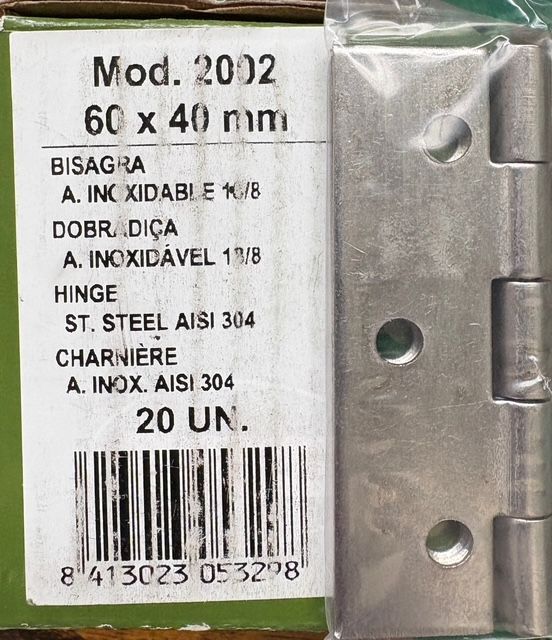 Mod. 2002
60 x 40 mm
BISAGRA
A. INOXIDABLE 18/8
DOBRADIÇA
A. INOXIDÁVEL 18/8
HINGE
ST. STEEL AISI 304
CHARNIÈRE
A. INOX. AISI 304
20 UN.
8 413023 053298